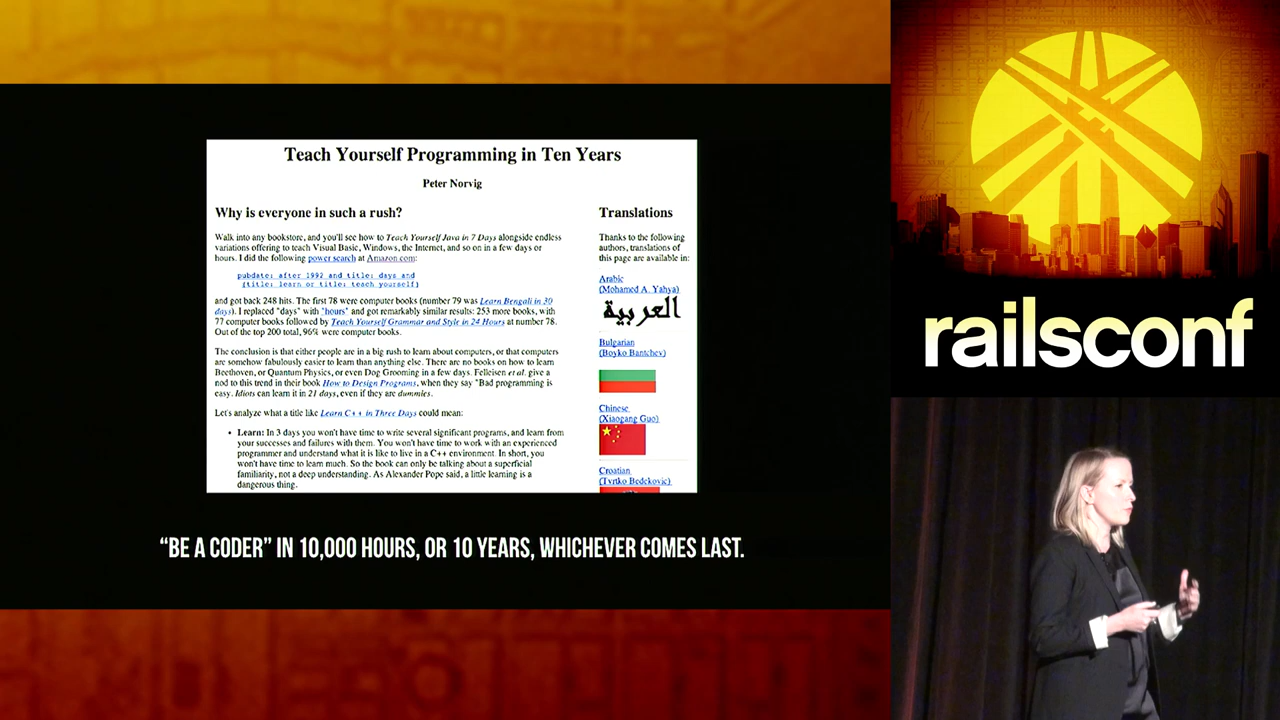 Teach Yourself Programming in Ten Years
Peter Norvig
Why is everyone in such a rush?
Walk into any bookstore, and you'll see how to Teach Yourself Java in 7 Days alongside endless
variations offering to teach Visual Basic, Windows, the Internet, and so on in a few days or
hours. I did the following power search at Amazon.com:
pubdate: after 1992 and title: days and
(title: learn or title: teach yourself)
and got back 248 hits. The first 78 were computer books (number 79 was Learn Bengali in 30
days). I replaced "days" with "hours" and got remarkably similar results: 253 more books, with
77 computer books followed by Teach Yourself Grammar and Style in 24 Hours at number 78.
Out of the top 200 total, 96% were computer books.
The conclusion is that either people are in a big rush to learn about computers, or that computers
are somehow fabulously easier to learn than anything else. There are no books on how to learn
Beethoven, or Quantum Physics, or even Dog Grooming in a few days. Felleisen et al. give a
nod to this trend in their book How to Design Programs, when they say "Bad programming is
easy. Idiots can learn it in 21 days, even if they are dummies.
Let's analyze what a title like Learn C++ in Three Days could mean:
• Learn: In 3 days you won't have time to write several significant programs, and learn from
your successes and failures with them. You won't have time to work with an experienced
programmer and understand what it is like to live in a C++ environment. In short, you
won't have time to learn much. So the book can only be talking about a superficial
familiarity, not a deep understanding. As Alexander Pope said, a little learning is a
dangerous thing.
Translations
Thanks to the following
authors, translations of
this page are available in:
Arabic
(Mohamed A. Yahya)
العربية
Bulgarian
(Boyko Bantchev)
Chinese
(Xiaogang Guo)
Croatian
(Tvrtko Bedekovic)
“BE A CODER” IN 10,000 HOURS, OR 10 YEARS, WHICHEVER COMES LAST.
railsconf